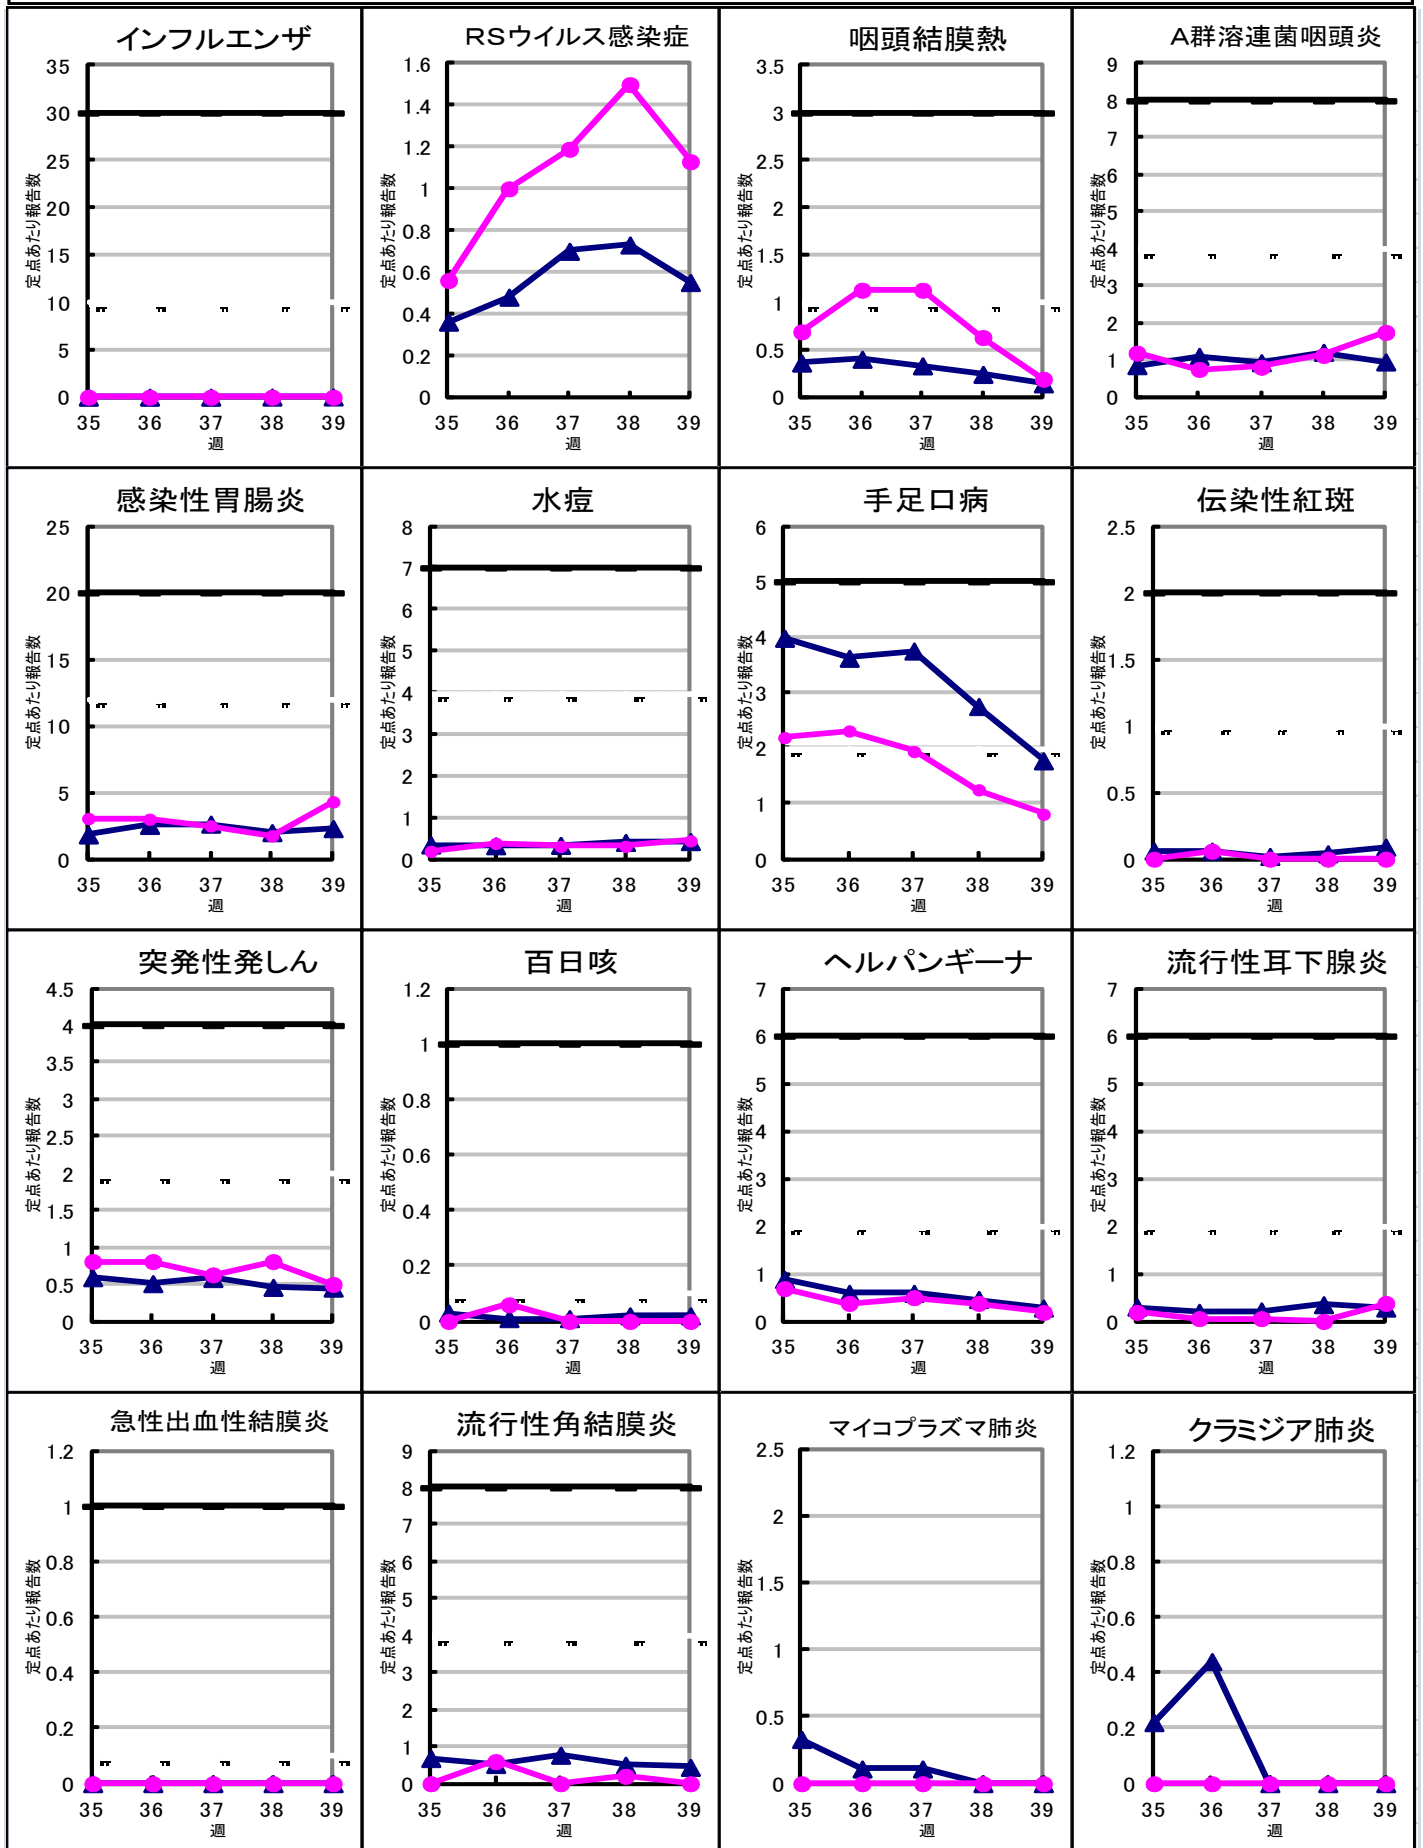 インフルエンザ
35
30
25
20
15
10
5
0
定点あたり報告数
35 36 37 38 39
週
RSウイルス感染症
1.6
1.4
1.2
1
0.8
0.6
0.4
0.2
0
定点あたり報告数
35 36 37 38 39
週
咽頭結膜熱
3.5
3
2.5
2
1.5
1
0.5
0
定点あたり報告数
35 36 37 38 39
週
A群溶連菌咽頭炎
9
8
7
6
5
4
3
2
1
0
定点あたり報告数
35 36 37 38 39
週
感染性胃腸炎
25
20
15
10
5
0
定点あたり報告数
35 36 37 38 39
週
水痘
8
7
6
5
4
3
2
1
0
定点あたり報告数
35 36 37 38 39
週
手足口病
6
5
4
3
2
1
0
定点あたり報告数
35 36 37 38 39
週
伝染性紅斑
2.5
2
1.5
1
0.5
0
定点あたり報告数
35 36 37 38 39
週
突発性発しん
4.5
4
3.5
3
2.5
2
1.5
1
0.5
0
定点あたり報告数
35 36 37 38 39
週
百日咳
1.2
1
0.8
0.6
0.4
0.2
0
定点あたり報告数
35 36 37 38 39
週
ヘルパンギーナ
7
6
5
4
3
2
1
0
定点あたり報告数
35 36 37 38 39
週
流行性耳下腺炎
7
6
5
4
3
2
1
0
定点あたり報告数
35 36 37 38 39
週
急性出血性結膜炎
1.2
1
0.8
0.6
0.4
0.2
0
定点あたり報告数
35 36 37 38 39
週
流行性角結膜炎
9
8
7
6
5
4
3
2
1
0
定点あたり報告数
35 36 37 38 39
週
マイコプラズマ肺炎
2.5
2
1.5
1
0.5
0
定点あたり報告数
35 36 37 38 39
週
クラミジア肺炎
1.2
1
0.8
0.6
0.4
0.2
0
定点あたり報告数
35 36 37 38 39
週